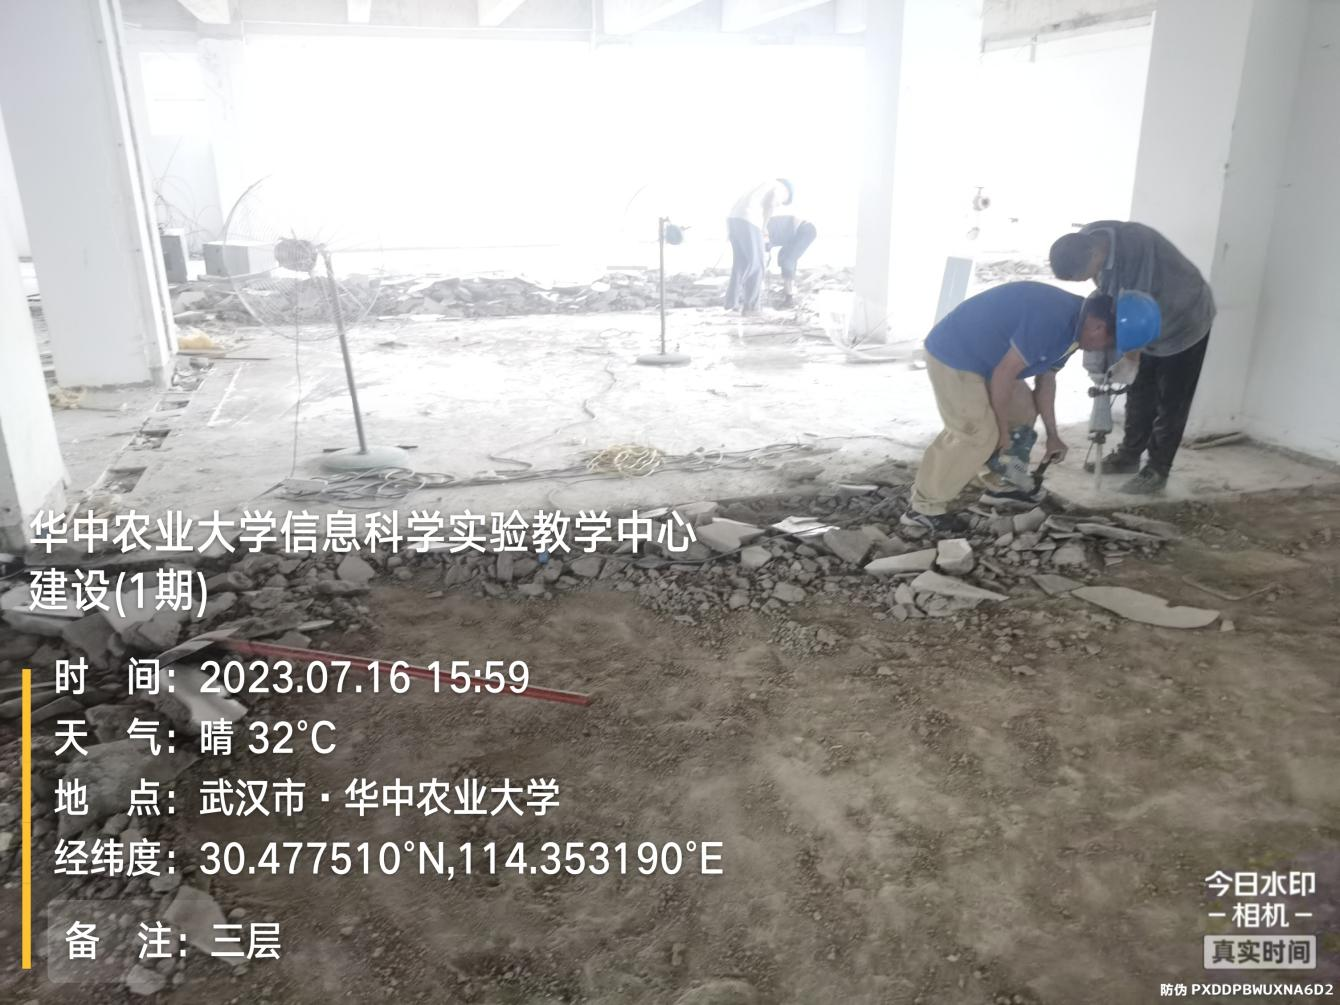 华中农业大学信息科学实验教学中心
建设(1期)
时 间：2023.07.16 15:59
天 气：晴 32°C
地 点：武汉市·华中农业大学
经纬度：30.477510°N,114.353190°E
备 注：三层
今日水印
－相机－
真实时间
防伪 PXDDPBWUXNA6D2